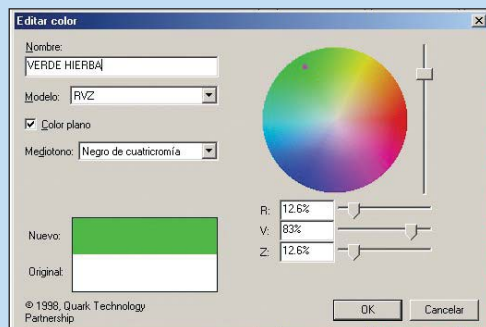 Editar color
Nombre:
VERDE HIERBA
Modelo: RVZ
Color plano
Mediotono: Negro de cuatricromía
R: 12.6%
V: 83%
Z: 12.6%
Nuevo:
Original:
© 1998, Quark Technology
Partnership
OK Cancelar